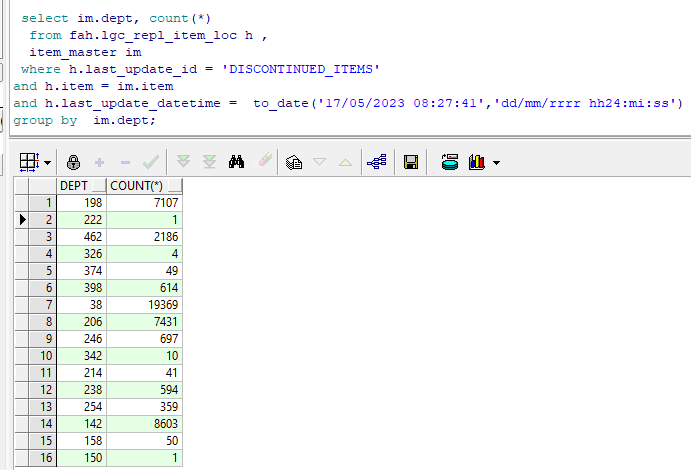 select im.dept, count(*)
from fah.lgc_repl_item_loc h ,
item_master im
where h.last_update_id = 'DISCONTINUED_ITEMS'
and h.item = im.item
and h.last_update_datetime =  to_date('17/05/2023 08:27:41','dd/mm/rrrr hh24:mi:ss')
group by  im.dept;
DEPT COUNT(*)
1 198 7107
2 222 1
3 462 2186
4 326 4
5 374 49
6 398 614
7 38 19369
8 206 7431
9 246 697
10 342 10
11 214 41
12 238 594
13 254 359
14 142 8603
15 158 50
16 150 1